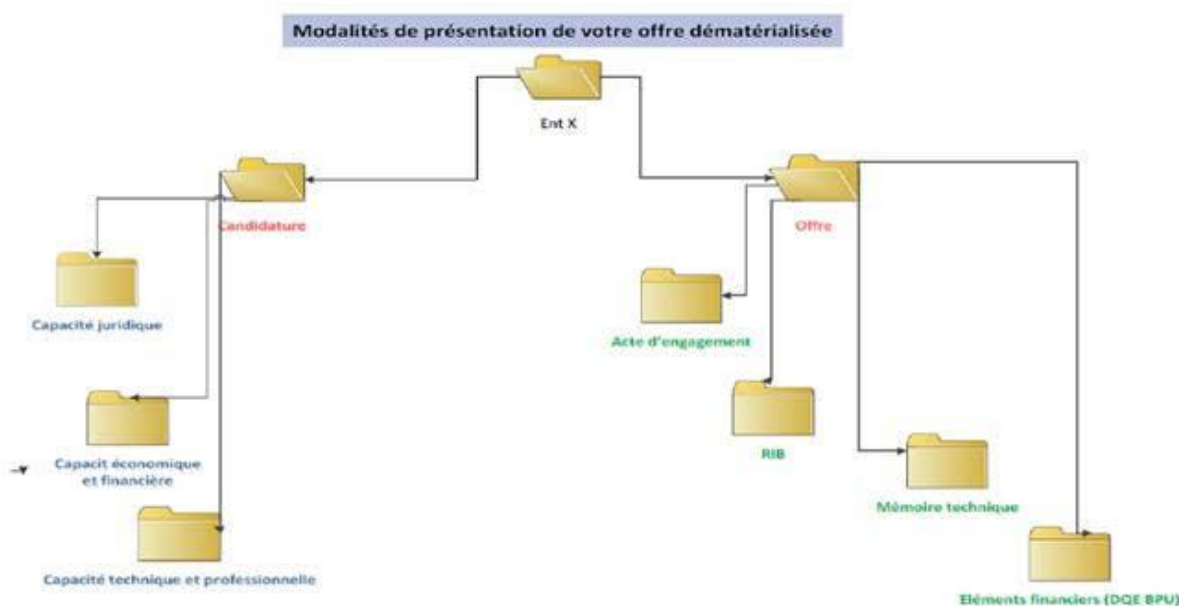 Modalités de présentation de votre offre dématérialisée
Ent X
Candidature
Offre
Capacité juridique
Acte d'engagement
RIB
Capacit économique
et financière
Mémoire technique
Capacité technique et professionnelle
Eléments financiers (DQE BPU)